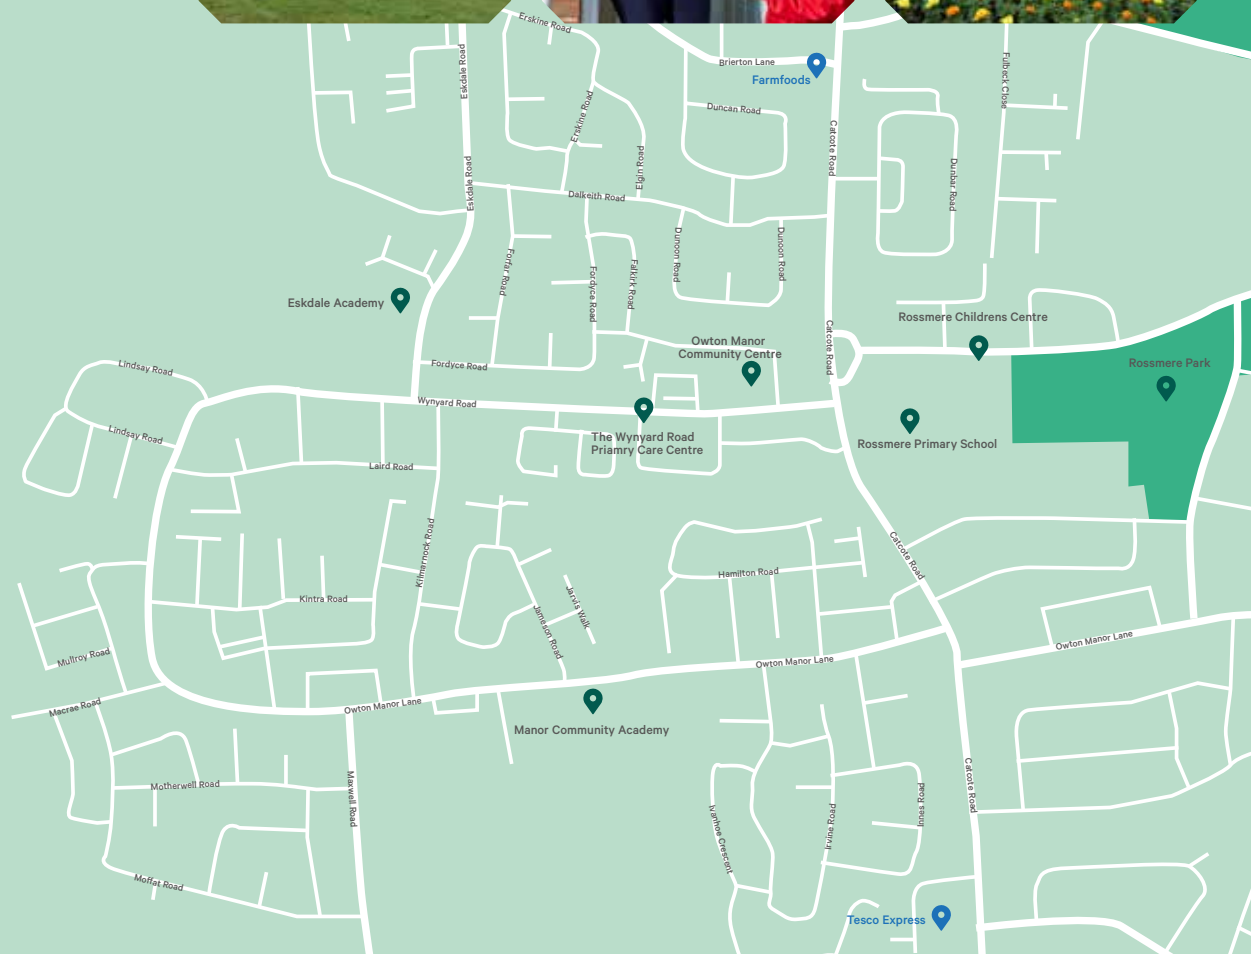 Erskine Road
Eskdale Road
Brierton Lane
Farmfoods
Fulbeck Close
Duncan Road
Erskine Road
Catcote Road
Elgin Road
Eskdale Road
Dunbar Road
Dalkeith Road
Dunoon Road
Dunoon Road
Forfar Road
Fordyce Road
Falkirk Road
Eskdale Academy
Rossmere Childrens Centre
Catcote Road
Owton Manor
Community Centre
Rossmere Park
Lindsay Road
Fordyce Road
Wynyard Road
Lindsay Road
The Wynyard Road
Priamry Care Centre
Rossmere Primary School
Laird Road
Kilmarnock Road
Catcote Road
Hamilton Road
Kintra Road
Jarvis Walk
Jameson Road
Owton Manor Lane
Mullroy Road
Owton Manor Lane
Macrae Road
Owton Manor Lane
Manor Community Academy
Motherwell Road
Maxwell Road
Catcote Road
Innes Road
Irvine Road
Ivanhoe Crescent
Moffat Road
Tesco Express